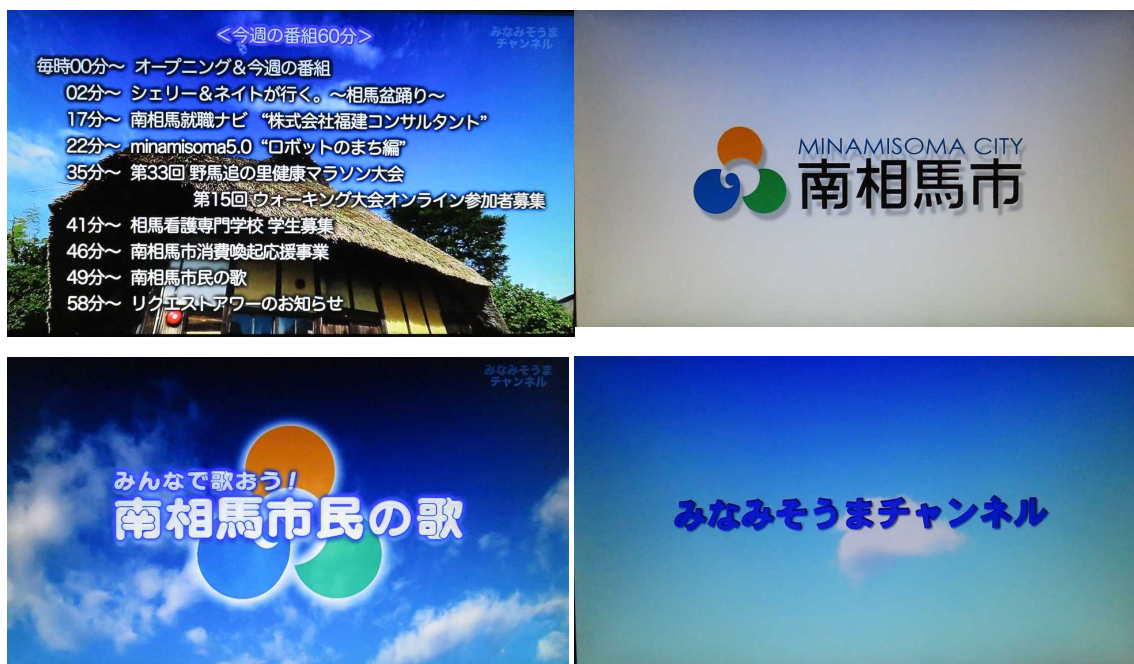 ＜今週の番組60分＞
みなみそうま
チャンネル
毎時00分～ オープニング＆今週の番組
02分～ シェリー＆ネイトが行く。～相馬盆踊り～
17分～ 南相馬就職ナビ “株式会社福建コンサルタント”
22分～ minamisoma5.0 “ロボットのまち編”
35分～ 第33回 野馬追の里健康マラソン大会
第15回 ウォーキング大会オンライン参加者募集
41分～ 相馬看護専門学校 学生募集
46分～ 南相馬市消費喚起応援事業
49分～ 南相馬市民の歌
58分～ リクエストアワーのお知らせ
MINAMISOMA CITY
南相馬市
みなみそうま
チャンネル
みんなで歌おう!
南相馬市民の歌
みなみそうまチャンネル